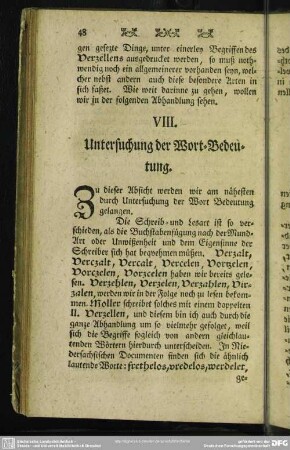 48
gen gesezte Dinge, unter einerley Begriffen des
Verzellens ausgedrucket werden, so muß noth-
wendig noch ein allgemeinerer vorhanden seyn, wel-
cher nebst andern auch diese besondere Arten in
sich fasset. Wie weit darinne zu gehen, wollen
wir in der folgenden Abhandlung sehen.
VIII.
Untersuchung der Wort-Bedeu-
tung.
Zu dieser Absicht werden wir am nähesten
durch Untersuchung der Wort Bedeutung
gelangen.
Die Schreib- und Lesart ist so ver-
schieden, als die Buchstabenfügung nach der Mund-
Art oder Unwißenheit und dem Eigensinne der
Schreiber sich hat beqvehmen müßen. Verzalt,
Verczalt, Vercalt, Vercelen, Vorzelen,
Vorczelen, Vorzcelen haben wir bereits gele-
sen. Verzehlen, Verzelen, Verzahlen, Vir-
zalen, werden wir in der Folge noch zu lesen bekom-
men. Moller schreibet solches mit einem doppelten
ll. Verzellen, und diesem bin ich auch durch die
ganze Abhandlung um so vielmehr gefolget, weil
sich die Begriffe sogleich von andern gleichlau-
tenden Wörtern hierdurch unterscheiden. In Nie-
dersächsischen Documenten finden sich die ähnlich
lautende Worte: frethelos, vredelos, werdelet,
ge-